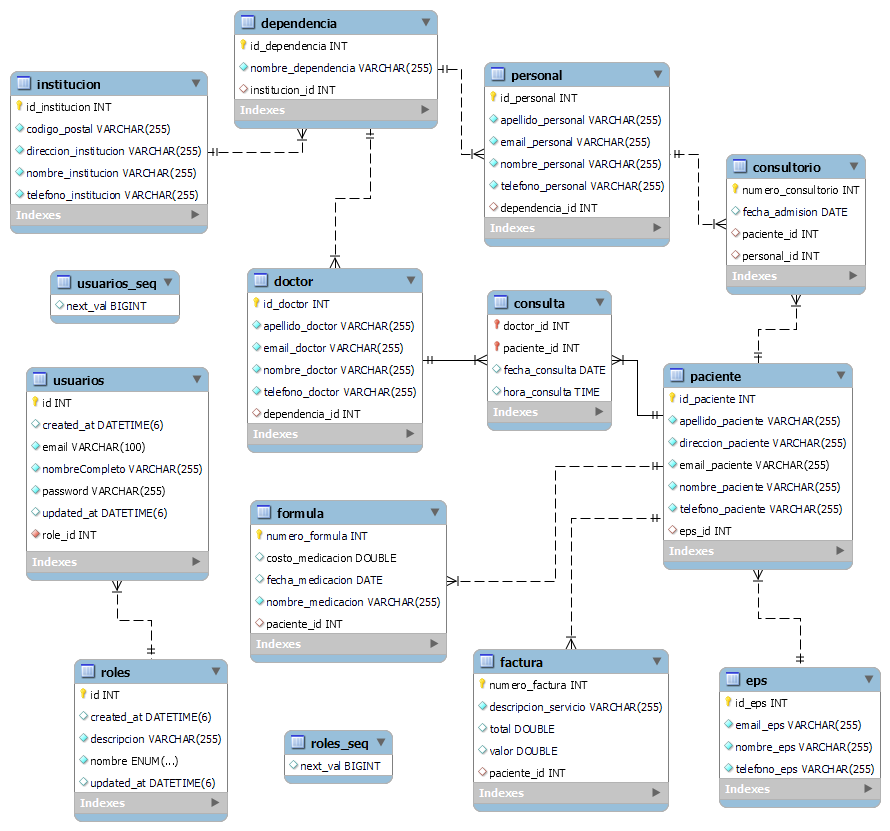 dependencia
id_dependencia INT
nombre_dependencia VARCHAR(255)
institucion_id INT
Indexes
institucion
id_institucion INT
codigo_postal VARCHAR(255)
direccion_institucion VARCHAR(255)
nombre_institucion VARCHAR(255)
telefono_institucion VARCHAR(255)
Indexes
personal
id_personal INT
apellido_personal VARCHAR(255)
email_personal VARCHAR(255)
nombre_personal VARCHAR(255)
telefono_personal VARCHAR(255)
dependencia_id INT
Indexes
consultorio
numero_consultorio INT
fecha_admision DATE
paciente_id INT
personal_id INT
Indexes
usuarios_seq
next_val BIGINT
doctor
id_doctor INT
apellido_doctor VARCHAR(255)
email_doctor VARCHAR(255)
nombre_doctor VARCHAR(255)
telefono_doctor VARCHAR(255)
dependencia_id INT
Indexes
consulta
doctor_id INT
paciente_id INT
fecha_consulta DATE
hora_consulta TIME
Indexes
usuarios
id INT
created_at DATETIME(6)
email VARCHAR(100)
nombreCompleto VARCHAR(255)
password VARCHAR(255)
updated_at DATETIME(6)
role_id INT
Indexes
paciente
id_paciente INT
apellido_paciente VARCHAR(255)
direccion_paciente VARCHAR(255)
email_paciente VARCHAR(255)
nombre_paciente VARCHAR(255)
telefono_paciente VARCHAR(255)
eps_id INT
Indexes
formula
numero_formula INT
costo_medicacion DOUBLE
fecha_medicacion DATE
nombre_medicacion VARCHAR(255)
paciente_id INT
Indexes
roles
id INT
created_at DATETIME(6)
descripcion VARCHAR(255)
nombre ENUM(...)
updated_at DATETIME(6)
Indexes
roles_seq
next_val BIGINT
factura
numero_factura INT
descripcion_servicio VARCHAR(255)
total DOUBLE
valor DOUBLE
paciente_id INT
Indexes
eps
id_eps INT
email_eps VARCHAR(255)
nombre_eps VARCHAR(255)
telefono_eps VARCHAR(255)
Indexes